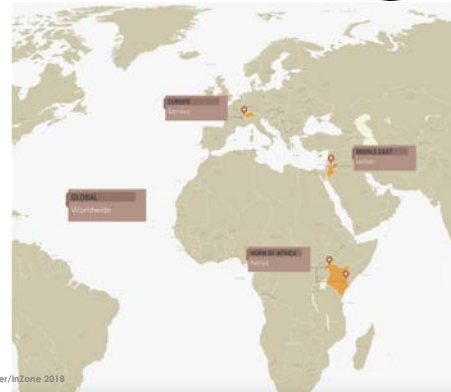 EUROPE
Geneva
MIDDLE EAST
Jordan
GLOBAL
Worldwide
HORN OF AFRICA
Kenya
er/InZone 2018